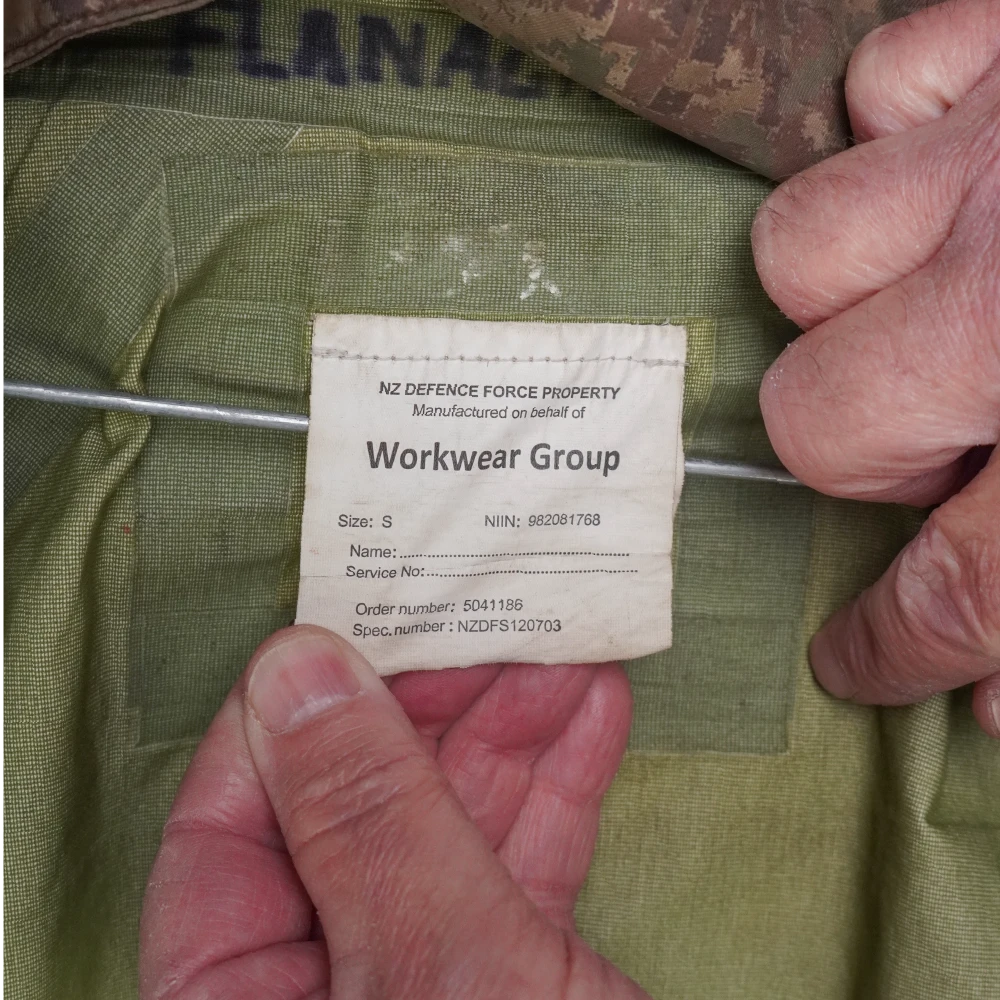 FLANAG
NZ DEFENCE FORCE PROPERTY
Manufactured on behalf of
Workwear Group
Size: S NIIN: 982081768
Name:..........................................................
Service No:.....................................................
Order number: 5041186
Spec.number : NZDFS120703